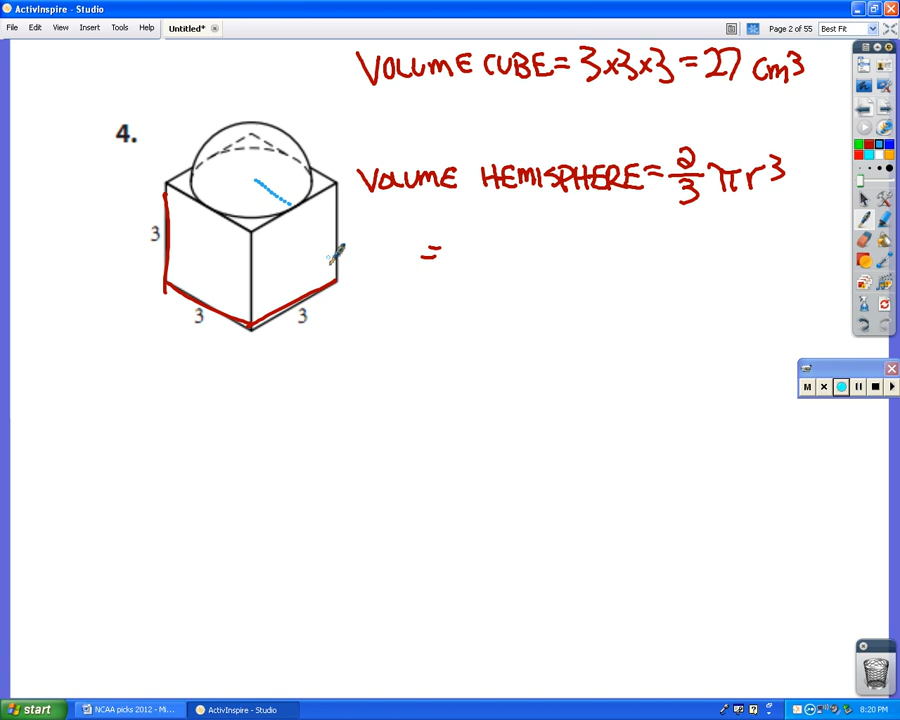 ActivInspire - Studio
File Edit View Insert Tools Help Untitled* Page 2 of 55 Best Fit
VOLUME CUBE = 3x3x3 = 27 cm³
4.
VOLUME HEMISPHERE = 2/3 πr³
3
=
3 3
M
start NCAA picks 2012 - Mi... ActivInspire - Studio 8:20 PM